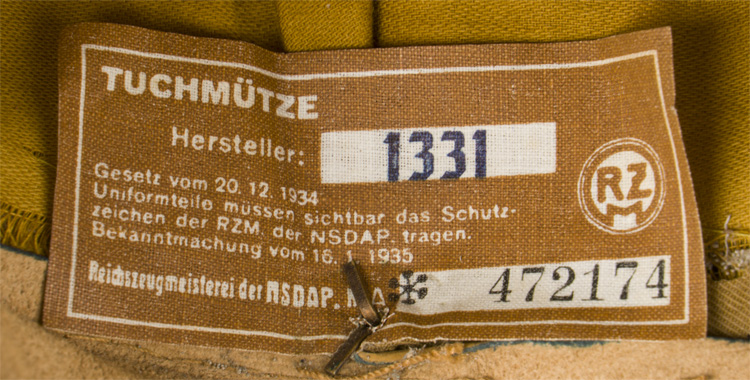 TUCHMÜTZE
Hersteller: 1331
Gesetz vom 20. 12. 1934
Uniformteile müssen sichtbar das Schutz-
zeichen der RZM der NSDAP. tragen.
Bekanntmachung vom 16. 1. 1935
RZM
Reichszeugmeisterei der NSDAP. A * 472174